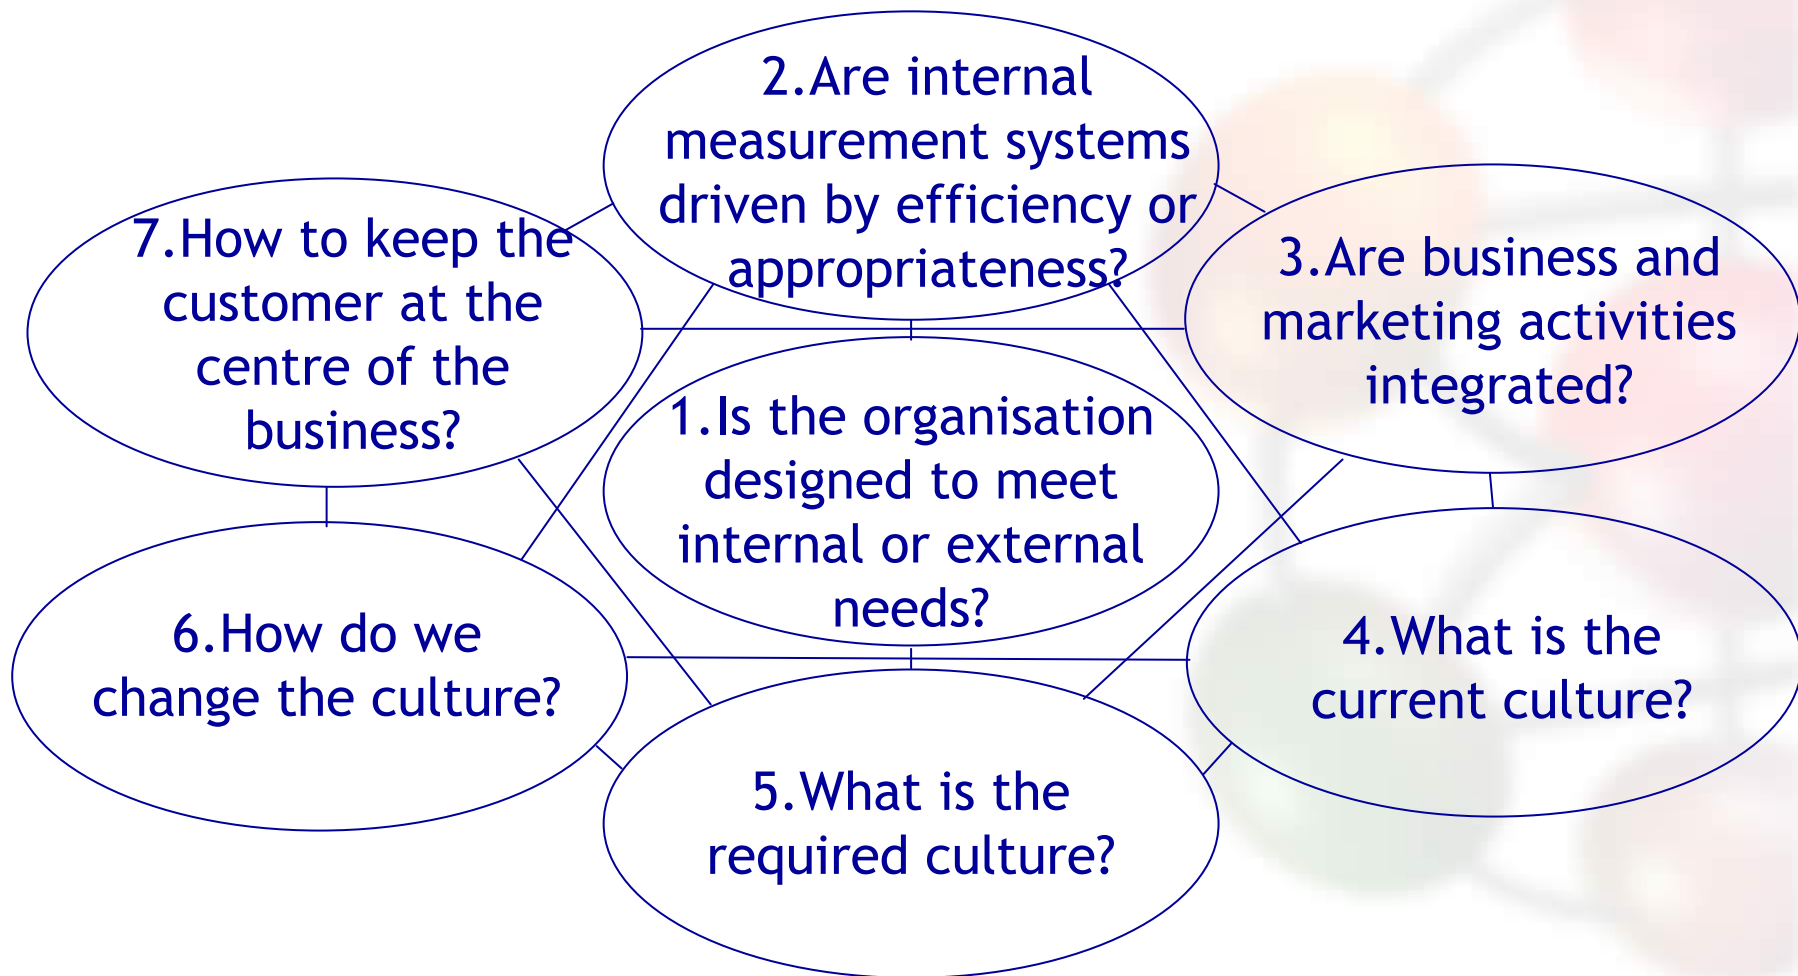 2.Are internal
measurement systems
driven by efficiency or
appropriateness?
7.How to keep the
customer at the
centre of the
business?
3.Are business and
marketing activities
integrated?
1.Is the organisation
designed to meet
internal or external
needs?
6.How do we
change the culture?
4.What is the
current culture?
5.What is the
required culture?